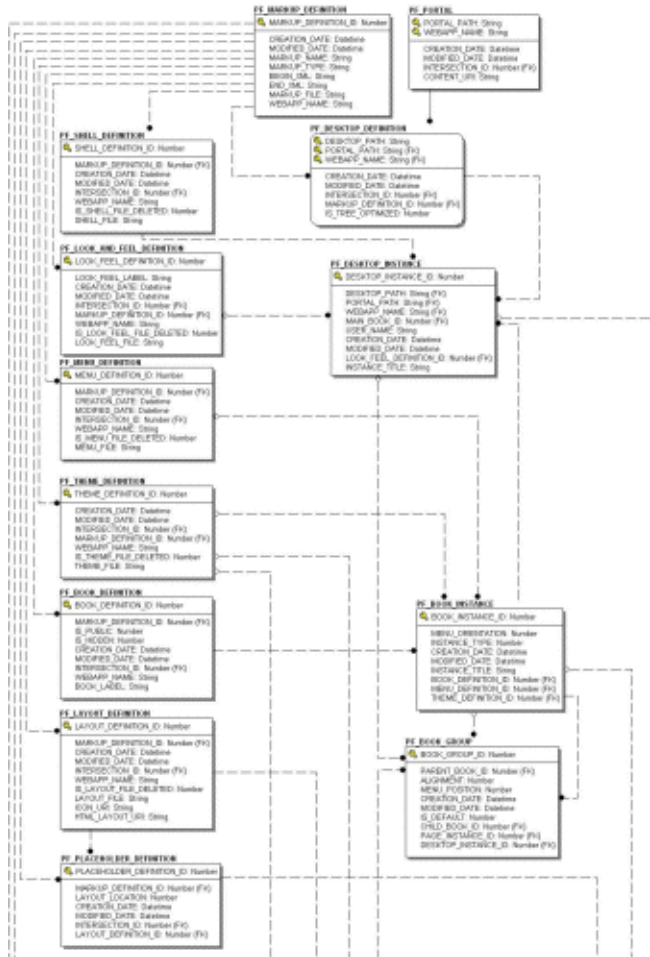 PF_MARKUP_DEFINITION
MARKUP_DEFINITION_ID: Number
CREATION_DATE: Datetime
MODIFIED_DATE: Datetime
MARKUP_NAME: String
MARKUP_TYPE: String
BEGIN_XML: String
END_XML: String
MARKUP_FILE: String
WEBAPP_NAME: String
PF_PORTAL
PORTAL_PATH: String
WEBAPP_NAME: String
CREATION_DATE: Datetime
MODIFIED_DATE: Datetime
INTERSECTION_ID: Number (FK)
CONTENT_URI: String
PF_SHELL_DEFINITION
SHELL_DEFINITION_ID: Number
MARKUP_DEFINITION_ID: Number (FK)
CREATION_DATE: Datetime
MODIFIED_DATE: Datetime
INTERSECTION_ID: Number (FK)
WEBAPP_NAME: String
IS_SHELL_FILE_DELETED: Number
SHELL_FILE: String
PF_DESKTOP_DEFINITION
DESKTOP_PATH: String
PORTAL_PATH: String (FK)
WEBAPP_NAME: String (FK)
CREATION_DATE: Datetime
MODIFIED_DATE: Datetime
INTERSECTION_ID: Number (FK)
MARKUP_DEFINITION_ID: Number (FK)
IS_TREE_OPTIMIZED: Number
PF_LOOK_AND_FEEL_DEFINITION
LOOK_FEEL_DEFINITION_ID: Number
LOOK_FEEL_LABEL: String
CREATION_DATE: Datetime
MODIFIED_DATE: Datetime
INTERSECTION_ID: Number (FK)
MARKUP_DEFINITION_ID: Number (FK)
WEBAPP_NAME: String
IS_LOOK_FEEL_FILE_DELETED: Number
LOOK_FEEL_FILE: String
PF_DESKTOP_INSTANCE
DESKTOP_INSTANCE_ID: Number
DESKTOP_PATH: String (FK)
PORTAL_PATH: String (FK)
WEBAPP_NAME: String (FK)
MAIN_BOOK_ID: Number (FK)
USER_NAME: String
CREATION_DATE: Datetime
MODIFIED_DATE: Datetime
LOOK_FEEL_DEFINITION_ID: Number (FK)
INSTANCE_TITLE: String
PF_MENU_DEFINITION
MENU_DEFINITION_ID: Number
MARKUP_DEFINITION_ID: Number (FK)
CREATION_DATE: Datetime
MODIFIED_DATE: Datetime
INTERSECTION_ID: Number (FK)
WEBAPP_NAME: String
IS_MENU_FILE_DELETED: Number
MENU_FILE: String
PF_THEME_DEFINITION
THEME_DEFINITION_ID: Number
CREATION_DATE: Datetime
MODIFIED_DATE: Datetime
INTERSECTION_ID: Number (FK)
MARKUP_DEFINITION_ID: Number (FK)
WEBAPP_NAME: String
IS_THEME_FILE_DELETED: Number
THEME_FILE: String
PF_BOOK_DEFINITION
BOOK_DEFINITION_ID: Number
MARKUP_DEFINITION_ID: Number (FK)
IS_PUBLIC: Number
IS_HIDDEN: Number
CREATION_DATE: Datetime
MODIFIED_DATE: Datetime
INTERSECTION_ID: Number (FK)
WEBAPP_NAME: String
BOOK_LABEL: String
PF_BOOK_INSTANCE
BOOK_INSTANCE_ID: Number
MENU_ORIENTATION: Number
INSTANCE_TYPE: Number
CREATION_DATE: Datetime
MODIFIED_DATE: Datetime
INSTANCE_TITLE: String
BOOK_DEFINITION_ID: Number (FK)
MENU_DEFINITION_ID: Number (FK)
THEME_DEFINITION_ID: Number (FK)
PF_LAYOUT_DEFINITION
LAYOUT_DEFINITION_ID: Number
MARKUP_DEFINITION_ID: Number (FK)
CREATION_DATE: Datetime
MODIFIED_DATE: Datetime
INTERSECTION_ID: Number (FK)
WEBAPP_NAME: String
IS_LAYOUT_FILE_DELETED: Number
LAYOUT_FILE: String
ICON_URI: String
HTML_LAYOUT_URI: String
PF_BOOK_GROUP
BOOK_GROUP_ID: Number
PARENT_BOOK_ID: Number (FK)
ALIGNMENT: Number
MENU_POSITION: Number
CREATION_DATE: Datetime
MODIFIED_DATE: Datetime
IS_DEFAULT: Number
CHILD_BOOK_ID: Number (FK)
PAGE_INSTANCE_ID: Number (FK)
DESKTOP_INSTANCE_ID: Number (FK)
PF_PLACEHOLDER_DEFINITION
PLACEHOLDER_DEFINITION_ID: Number
MARKUP_DEFINITION_ID: Number (FK)
LAYOUT_LOCATION: Number
CREATION_DATE: Datetime
MODIFIED_DATE: Datetime
INTERSECTION_ID: Number (FK)
LAYOUT_DEFINITION_ID: Number (FK)